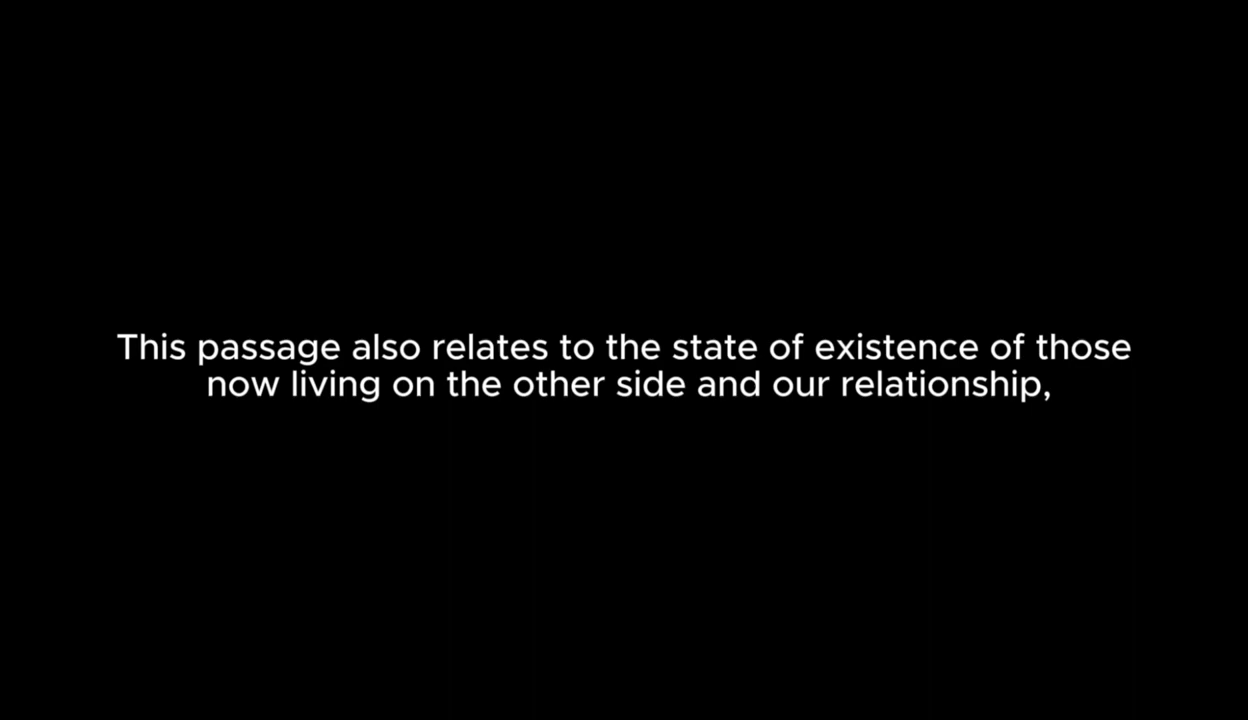 This passage also relates to the state of existence of those
now living on the other side and our relationship,